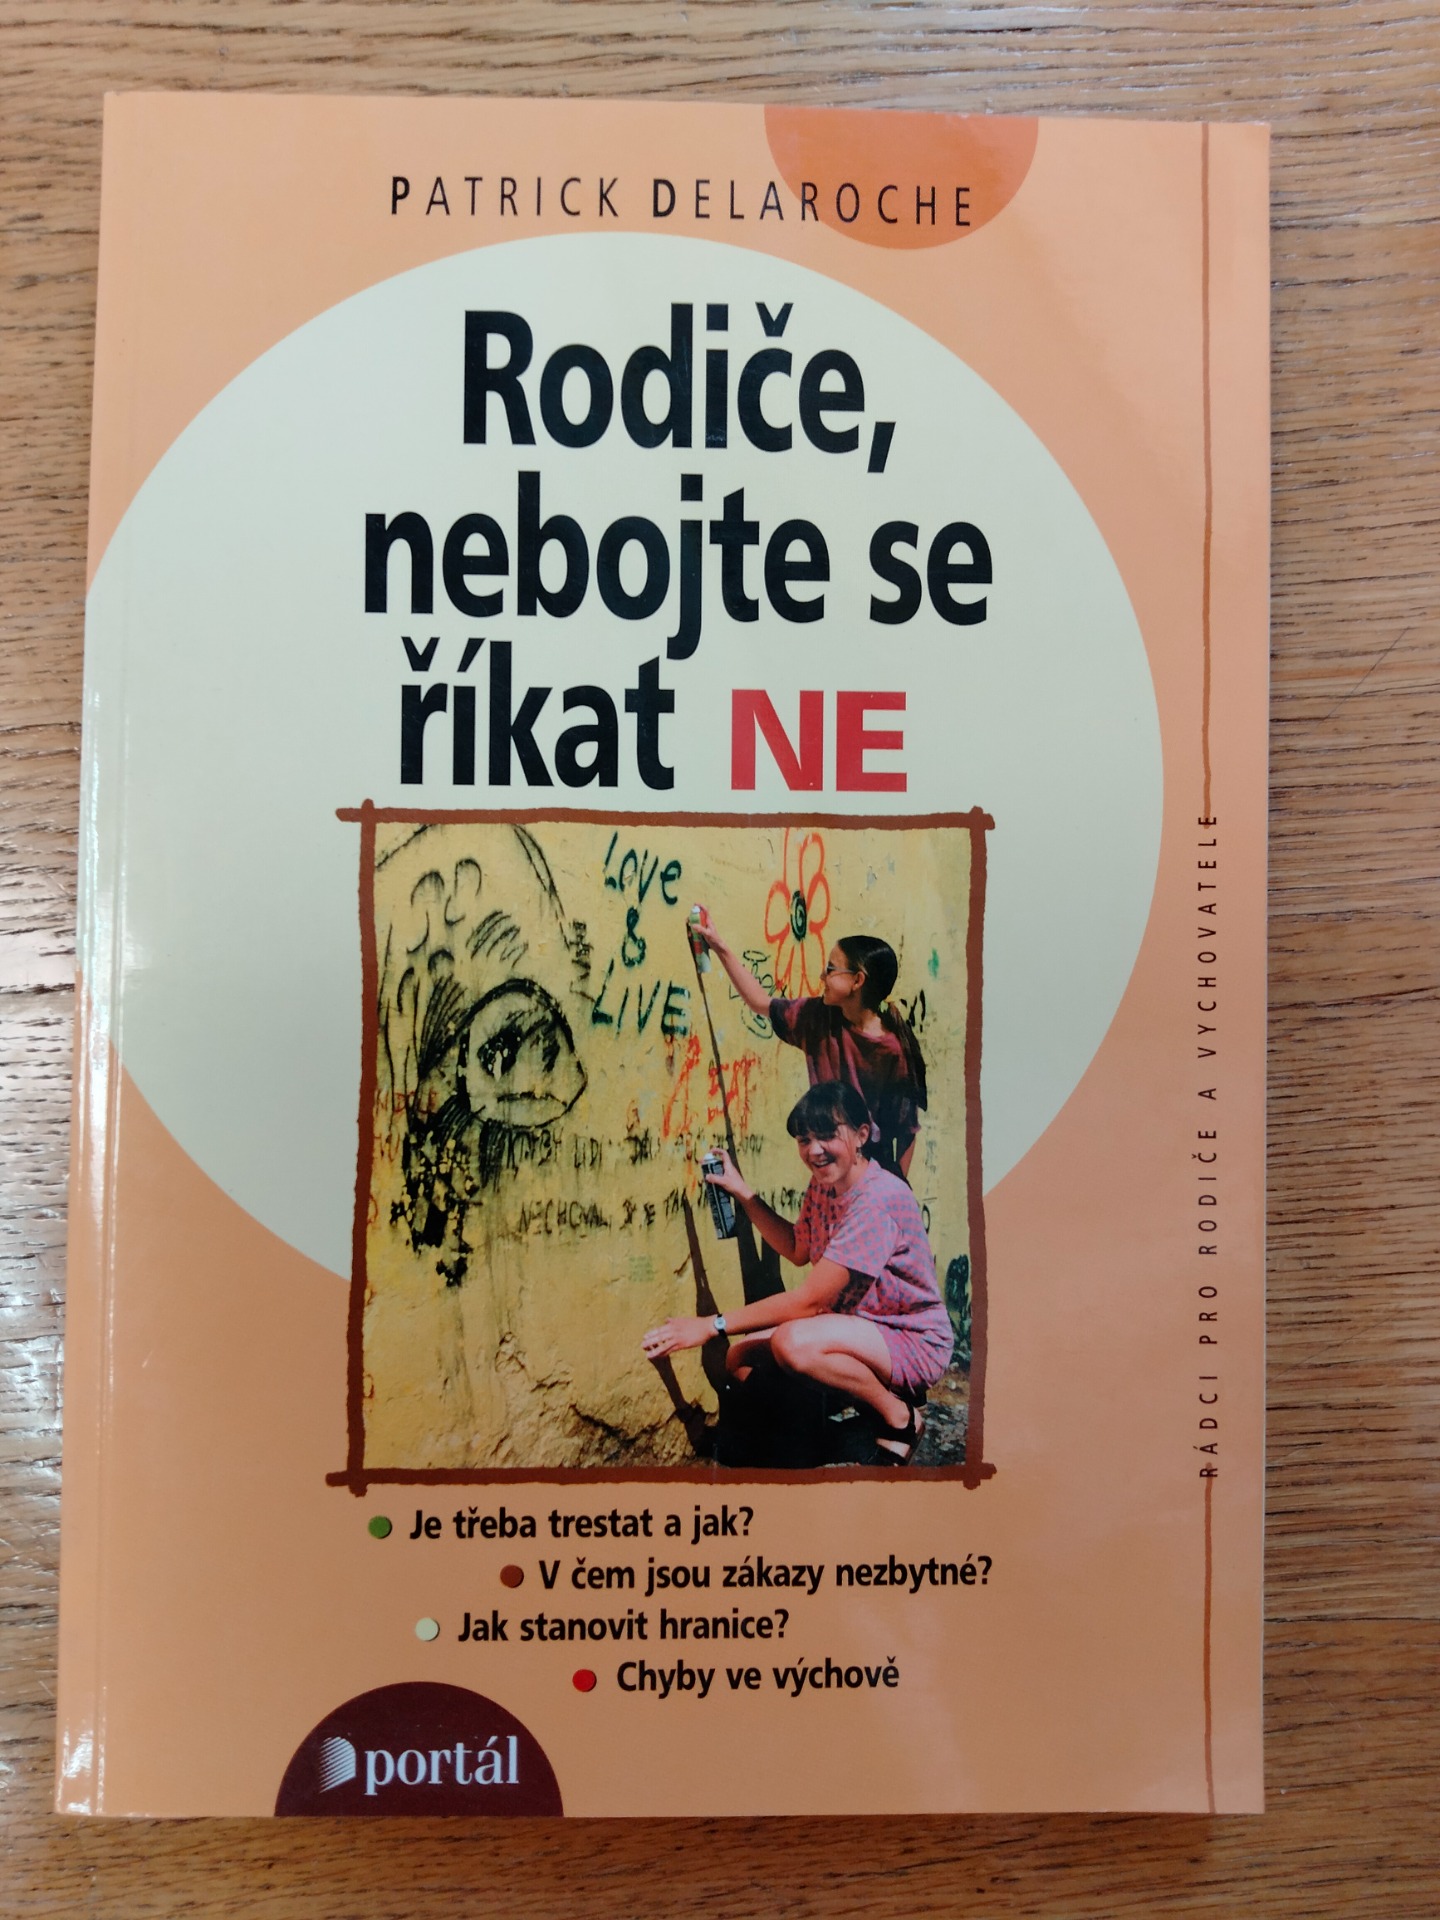 PATRICK DELAROCHE
Rodiče,
nebojte se
říkat NE
Love
&
LIVE
Je třeba trestat a jak?
V čem jsou zákazy nezbytné?
Jak stanovit hranice?
Chyby ve výchově
portál
RÁDCI PRO RODIČE A VYCHOVATELE